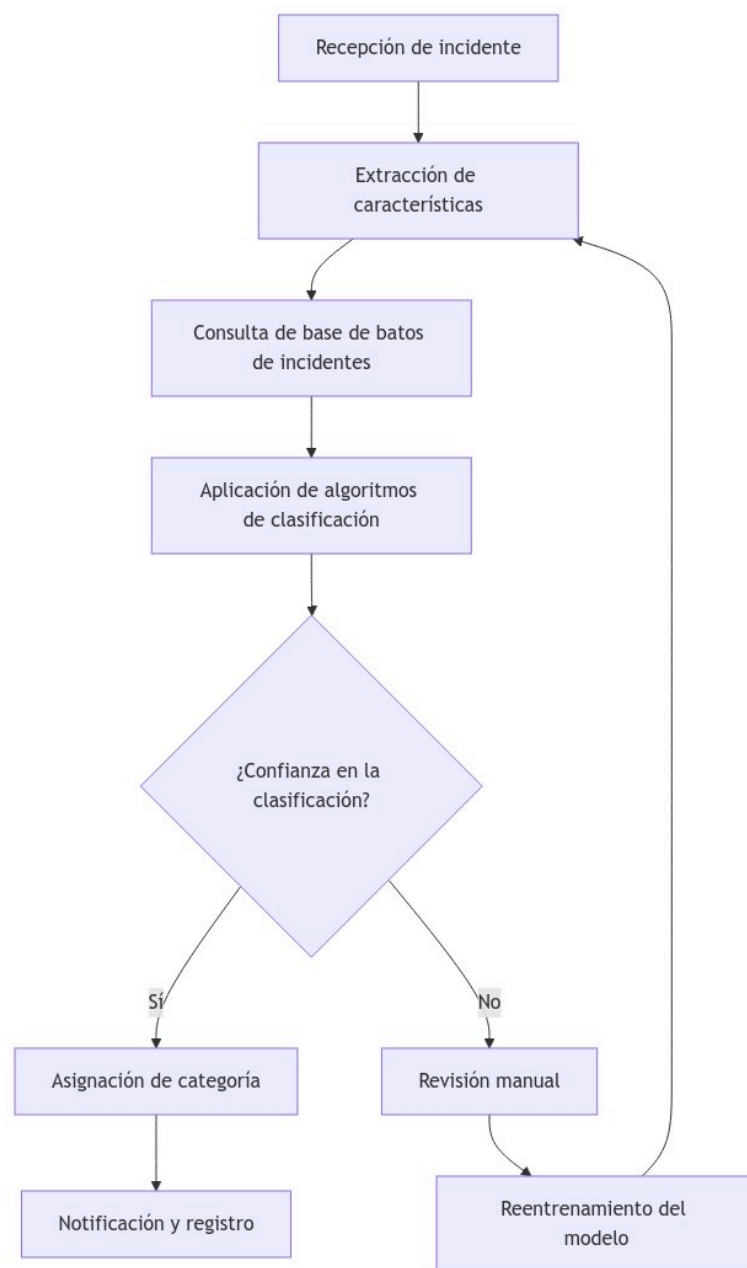 Recepción de incidente
Extracción de
características
Consulta de base de batos
de incidentes
Aplicación de algoritmos
de clasificación
¿Confianza en la
clasificación?
Sí
No
Asignación de categoría
Revisión manual
Notificación y registro
Reentrenamiento del
modelo